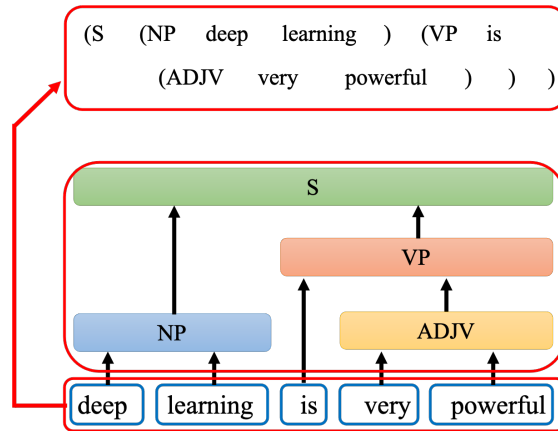 (S (NP deep learning ) (VP is
(ADJV very powerful ) ) )
S
VP
NP ADJV
deep learning is very powerful